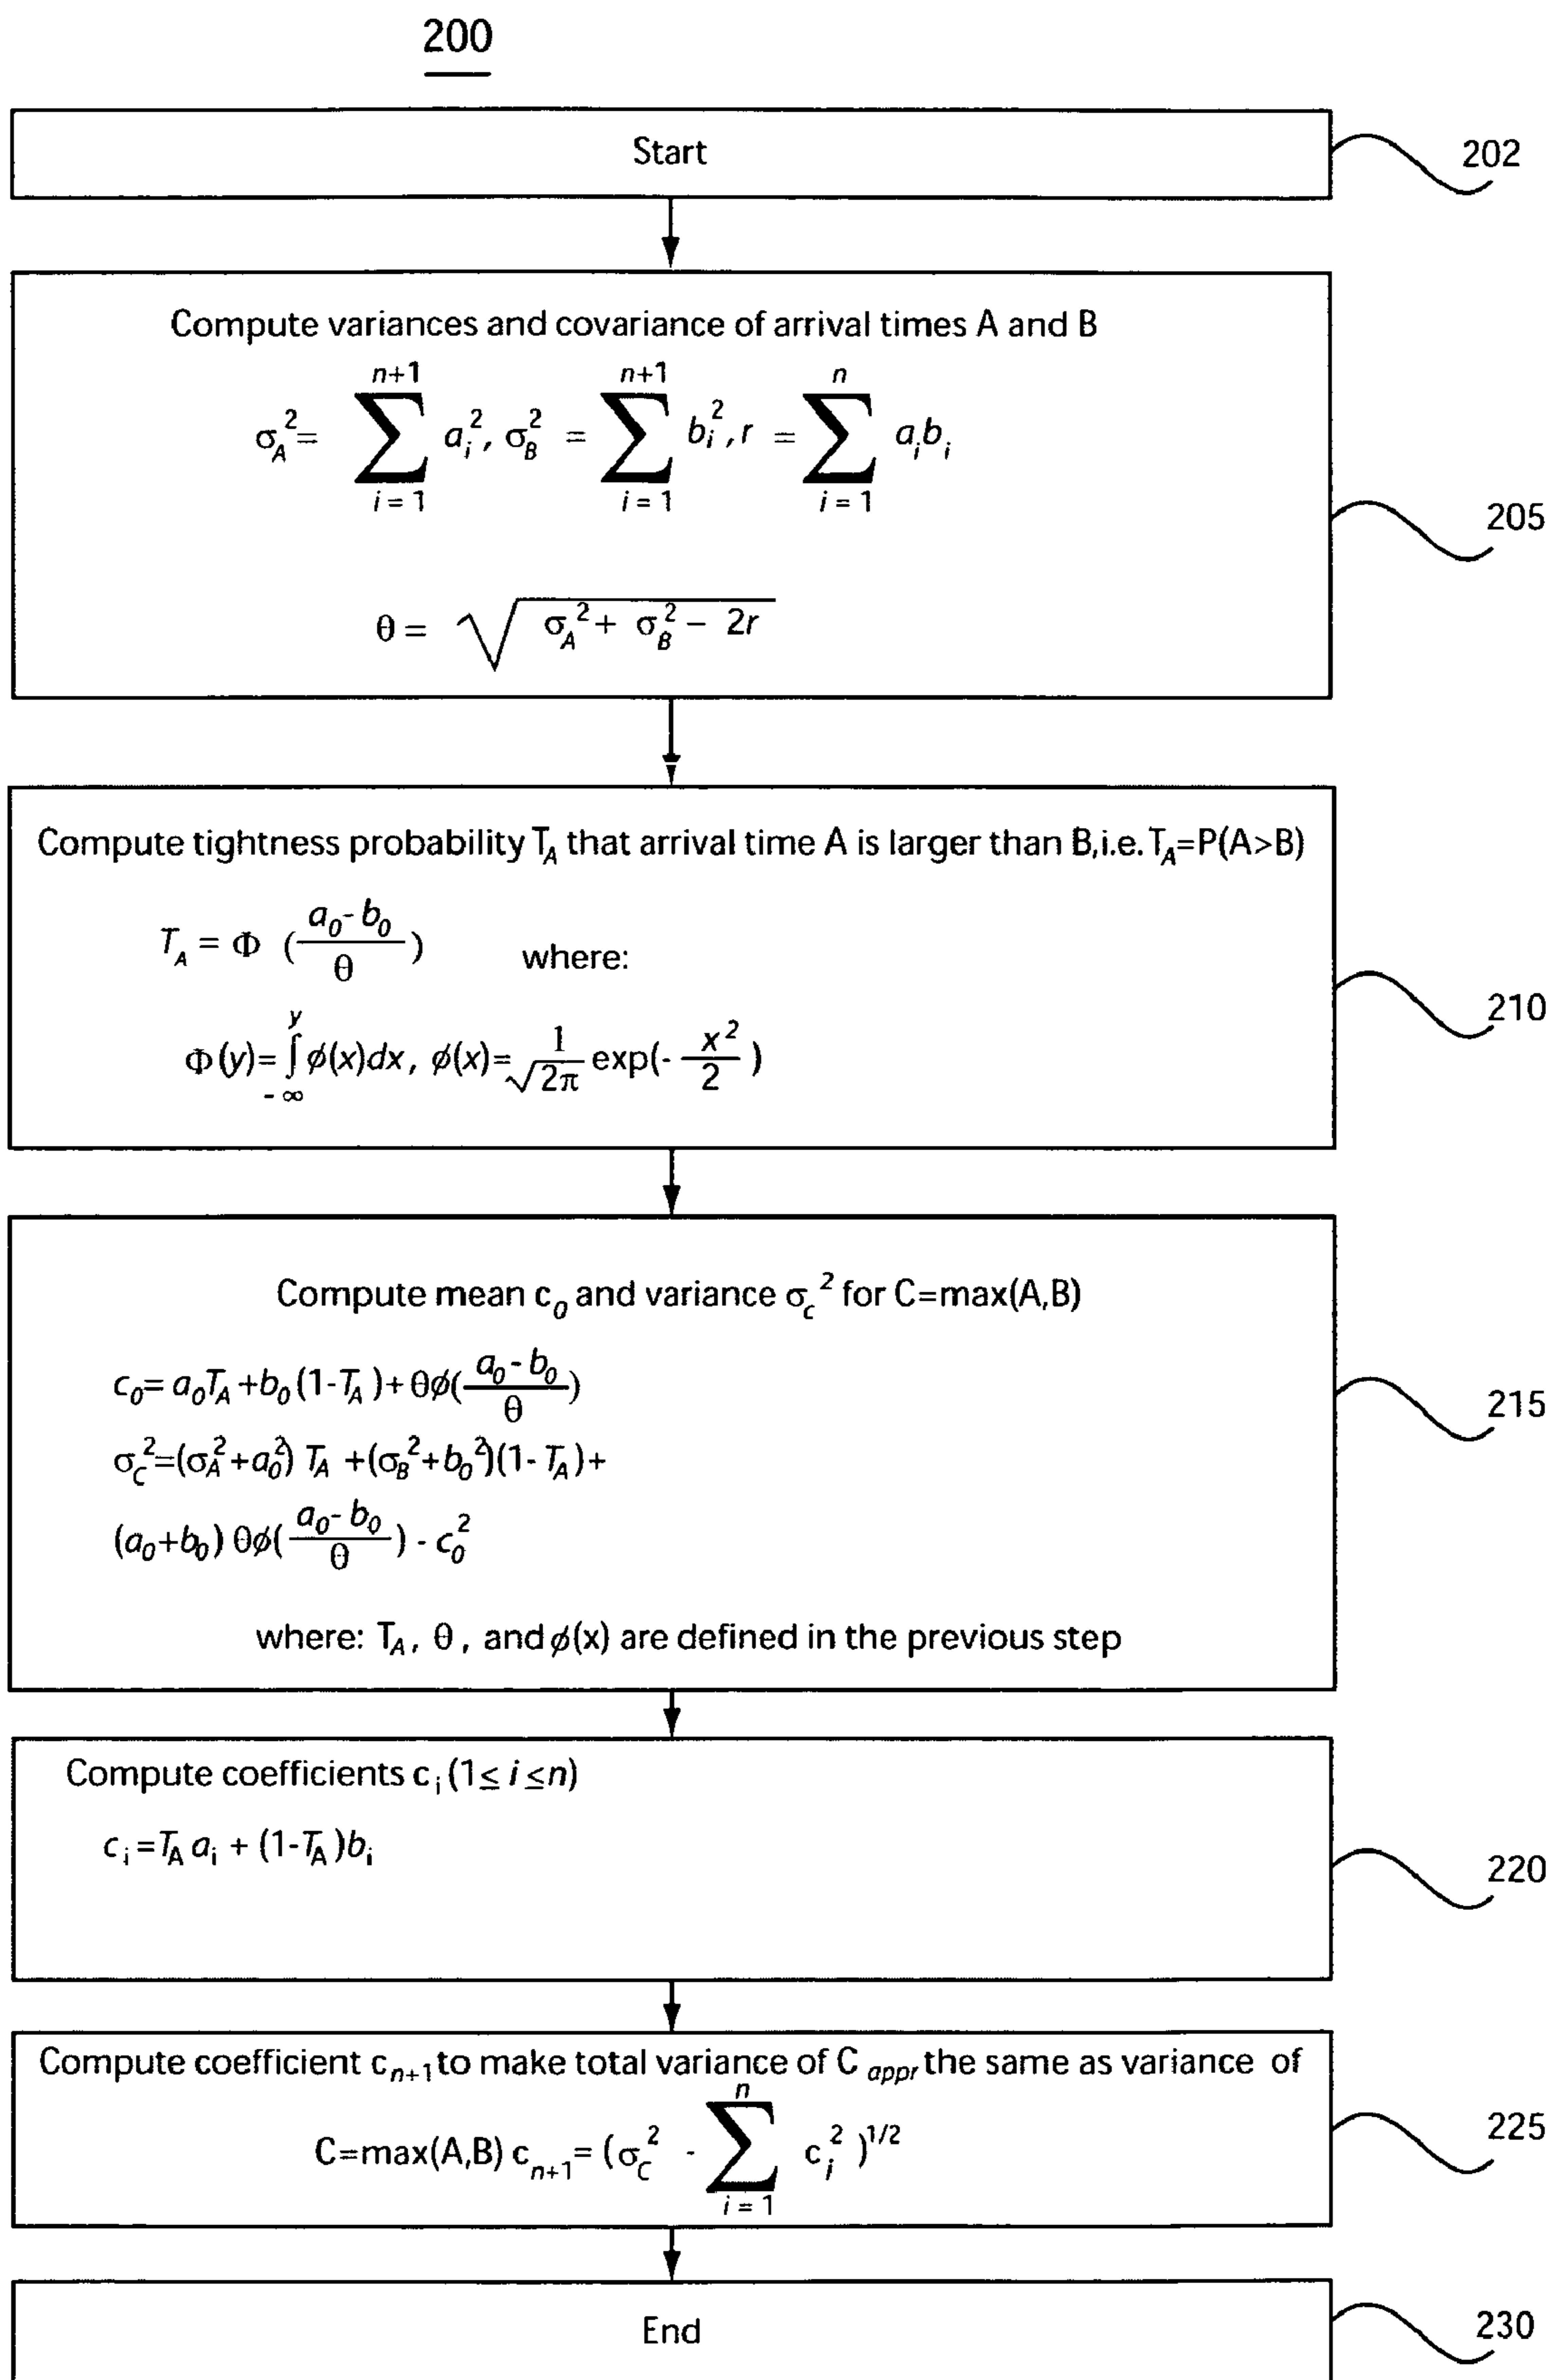 200
Start
202
Compute variances and covariance of arrival times A and B
σ_A^2= ∑_{i=1}^{n+1} a_i^2, σ_B^2 = ∑_{i=1}^{n+1} b_i^2, r = ∑_{i=1}^{n} a_i b_i
205
θ = √(σ_A^2 + σ_B^2 - 2r)
Compute tightness probability T_A that arrival time A is larger than B,i.e. T_A=P(A>B)
T_A = Φ ((a_0 - b_0)/θ) where:
210
Φ(y)=∫_{-∞}^{y} ϕ(x)dx, ϕ(x)= 1/√2π exp(- x^2/2)
Compute mean c_0 and variance σ_c^2 for C=max(A,B)
c_0= a_0T_A +b_0(1-T_A)+ θϕ((a_0 - b_0)/θ)
215
σ_C^2=(σ_A^2+a_0^2) T_A +(σ_B^2+b_0^2)(1- T_A)+
(a_0+b_0) θϕ((a_0 - b_0)/θ) - c_0^2
where: T_A, θ, and ϕ(x) are defined in the previous step
Compute coefficients c_i (1≤ i ≤n)
c_i =T_A a_i + (1-T_A)b_i
220
Compute coefficient c_{n+1} to make total variance of C_appr the same as variance of
C=max(A,B) c_{n+1}= (σ_C^2 - ∑_{i=1}^{n} c_i^2)^{1/2}
225
End
230